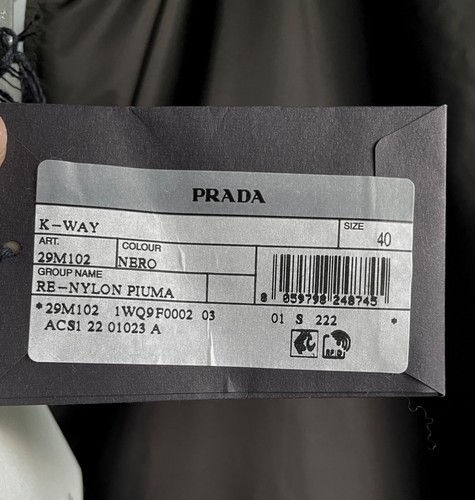 PRADA
K-WAY SIZE 40
ART. COLOUR
29M102 NERO
GROUP NAME
RE-NYLON PIUMA
8 059798 248745
*29M102 1WQ9F0002 03 01 S 222 *
ACS1 22 01023 A
RFID